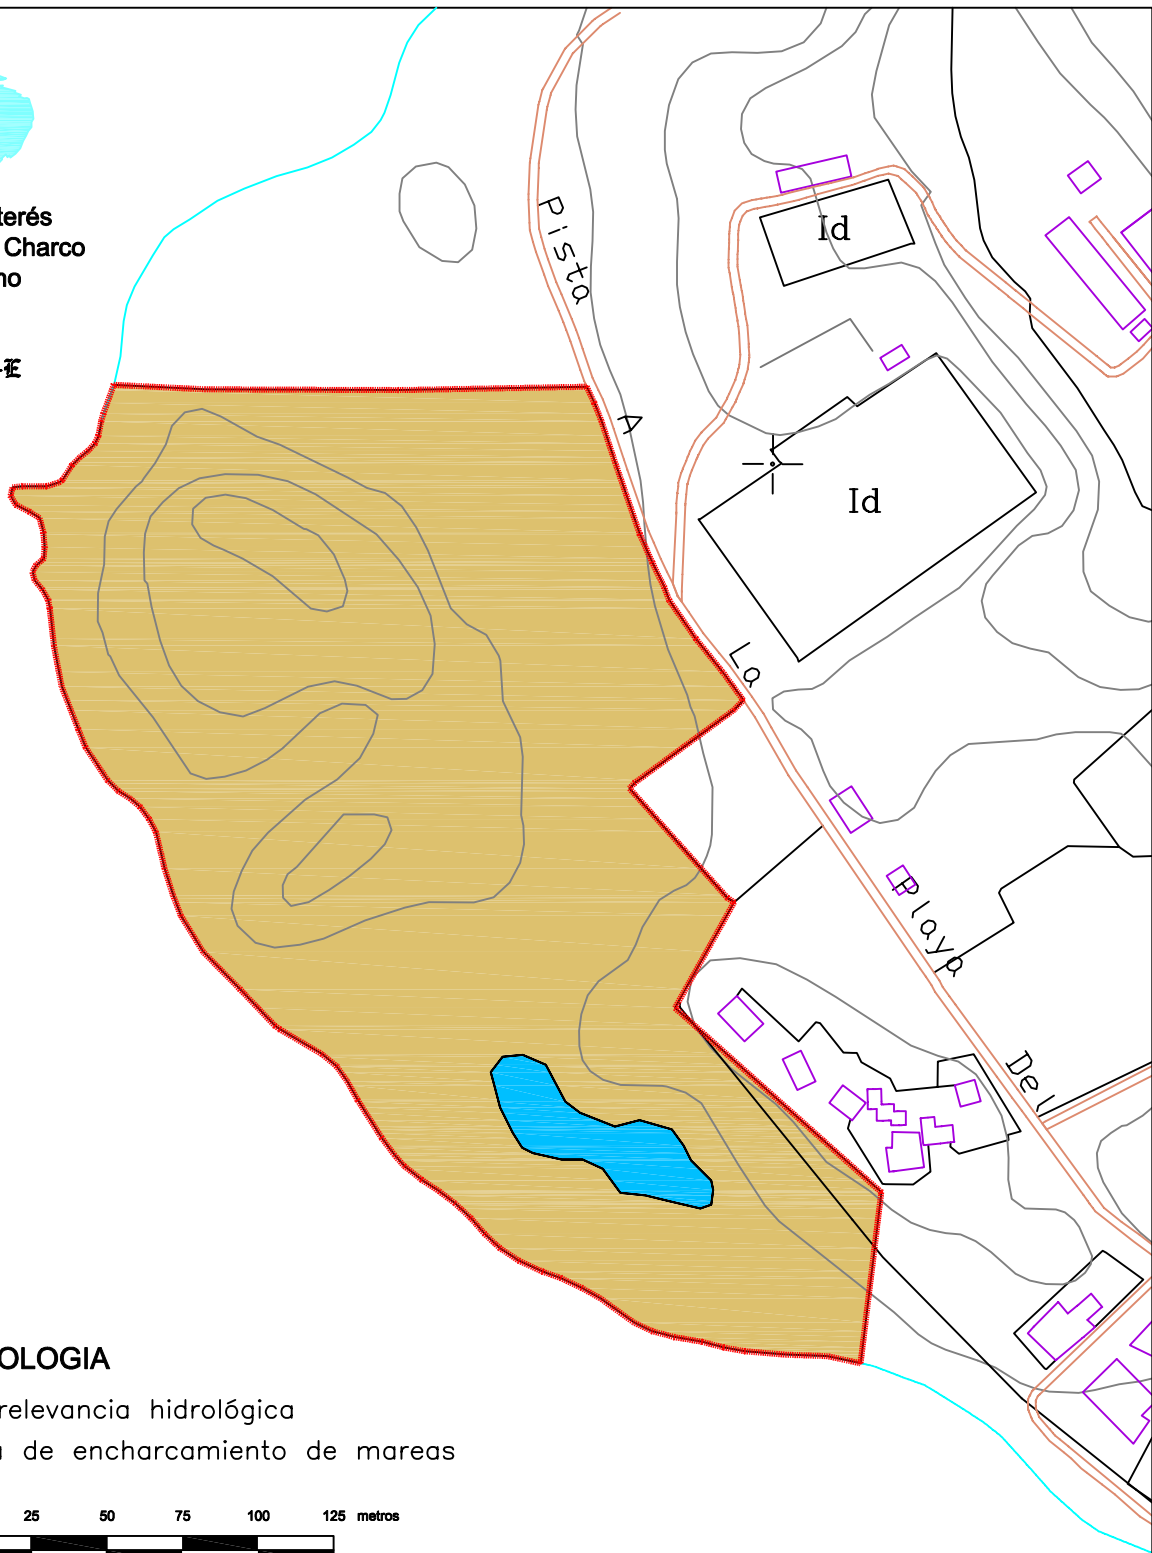 terés
Charco
no
-E
Pista
A
La
Playa
Del
Id
Id
OLOGIA
relevancia hidrológica
a de encharcamiento de mareas
25 50 75 100 125 metros